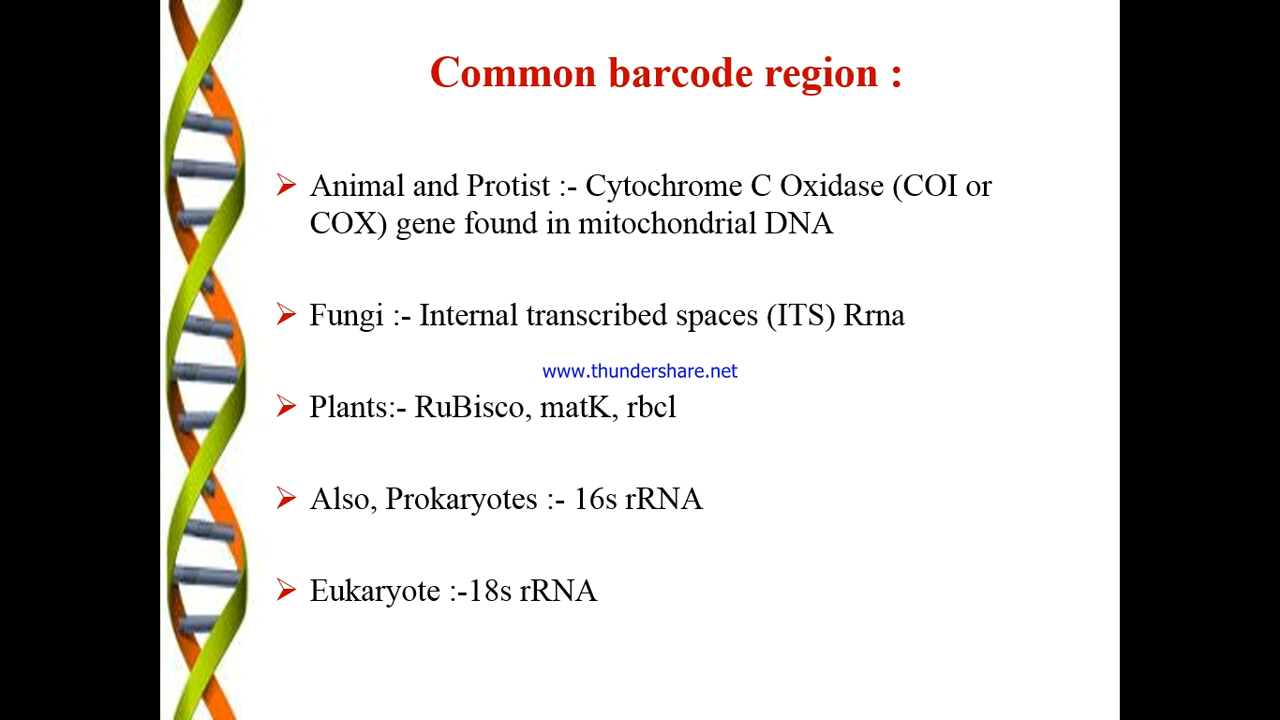 Common barcode region :
Animal and Protist :- Cytochrome C Oxidase (COI or
COX) gene found in mitochondrial DNA
Fungi :- Internal transcribed spaces (ITS) Rrna
www.thundershare.net
Plants:- RuBisco, matK, rbcl
Also, Prokaryotes :- 16s rRNA
Eukaryote :-18s rRNA